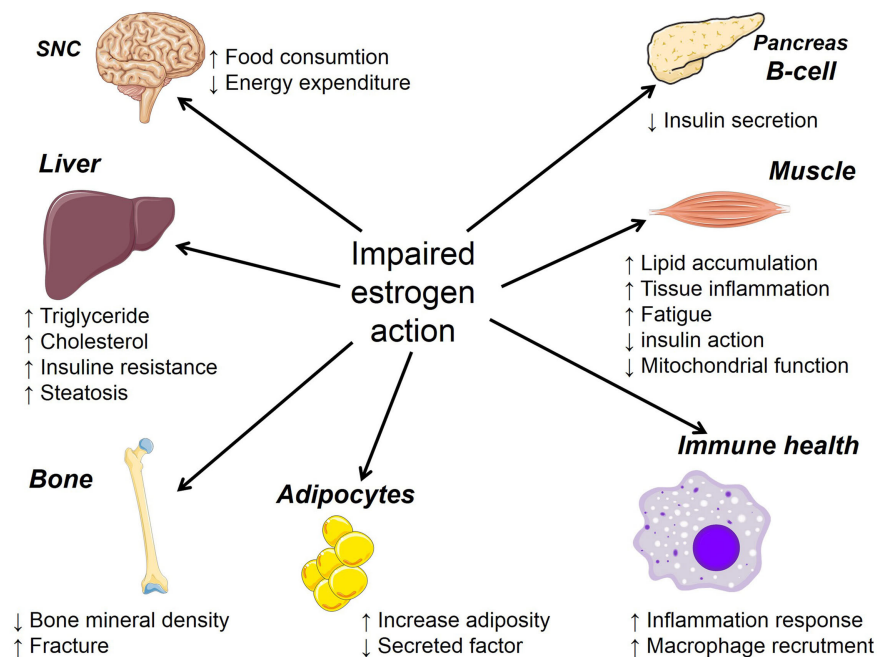 SNC
↑ Food consumtion
↓ Energy expenditure
Pancreas
B-cell
↓ Insulin secretion
Liver
↑ Triglyceride
↑ Cholesterol
↑ Insuline resistance
↑ Steatosis
Impaired
estrogen
action
Muscle
↑ Lipid accumulation
↑ Tissue inflammation
↑ Fatigue
↓ insulin action
↓ Mitochondrial function
Bone
↓ Bone mineral density
↑ Fracture
Adipocytes
↑ Increase adiposity
↓ Secreted factor
Immune health
↑ Inflammation response
↑ Macrophage recrutment